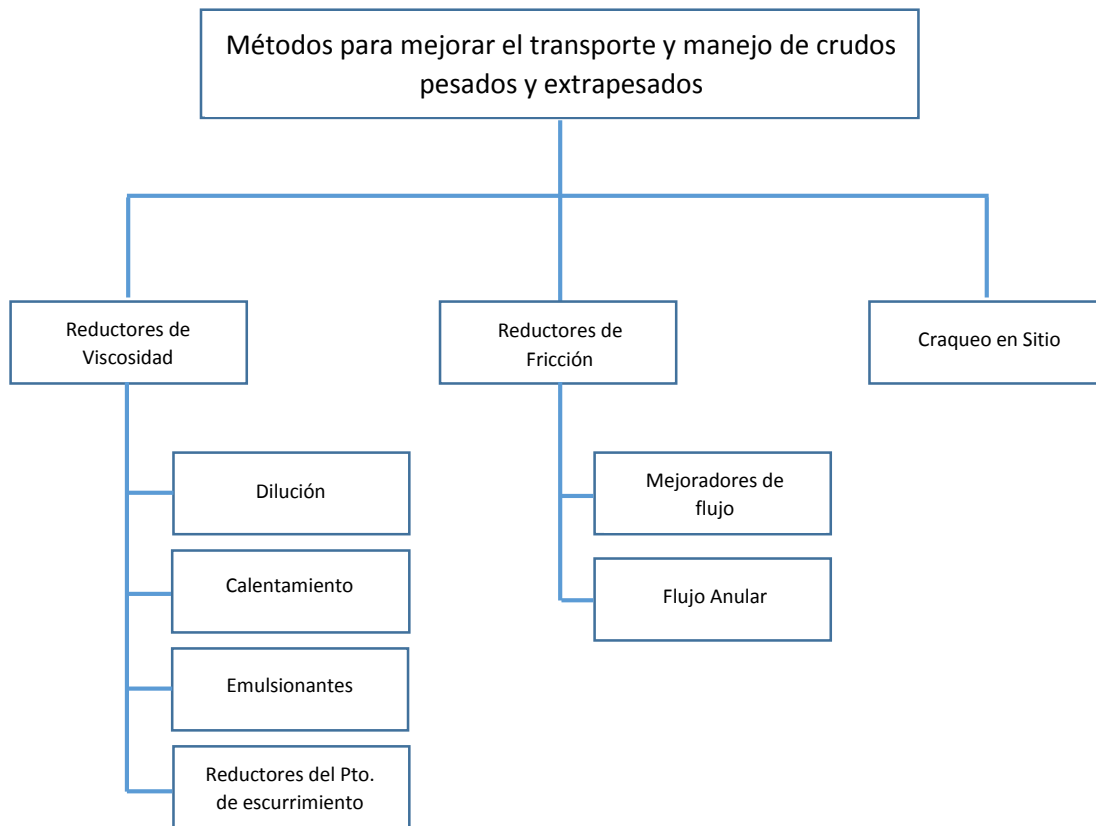 Métodos para mejorar el transporte y manejo de crudos
pesados y extrapesados
Reductores de
Viscosidad
Reductores de
Fricción
Craqueo en Sitio
Dilución
Calentamiento
Emulsionantes
Reductores del Pto.
de escurrimiento
Mejoradores de
flujo
Flujo Anular